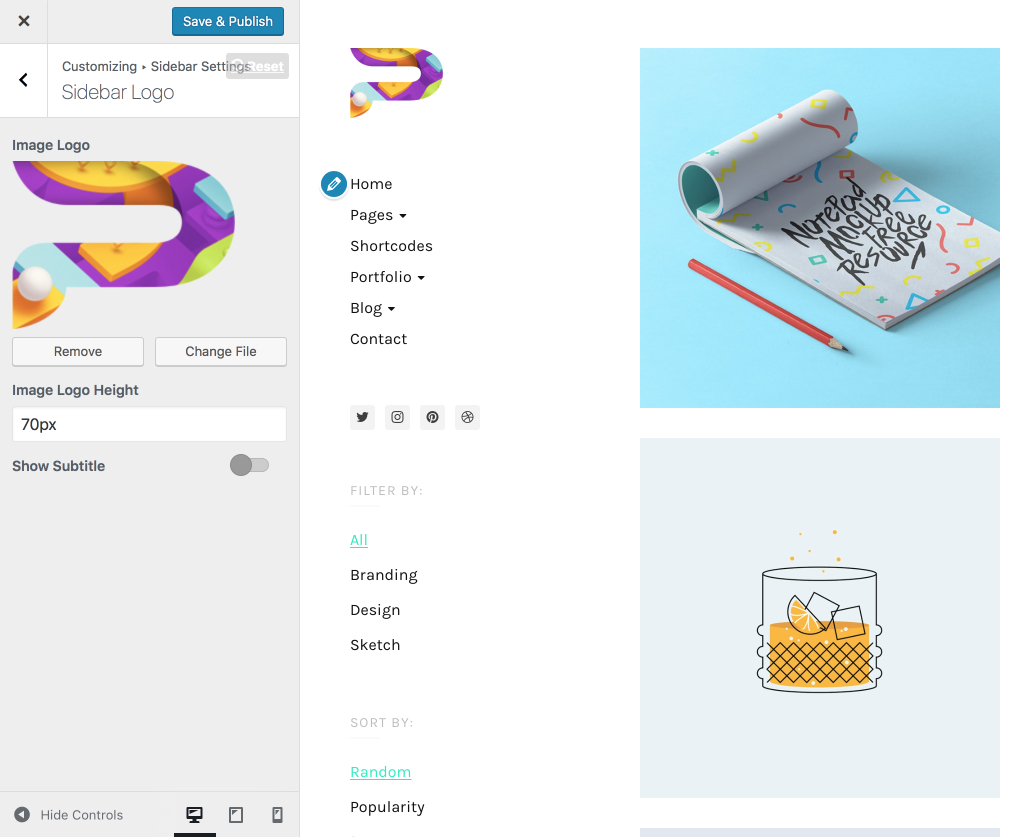 Save & Publish
Customizing ▸ Sidebar Settings
Reset
Sidebar Logo
Image Logo
Remove
Change File
Image Logo Height
70px
Show Subtitle
Hide Controls
Home
Pages
Shortcodes
Portfolio
Blog
Contact
FILTER BY:
All
Branding
Design
Sketch
SORT BY:
Random
Popularity
NOTEPAD
MOCKUP
FREE
RESOURCE